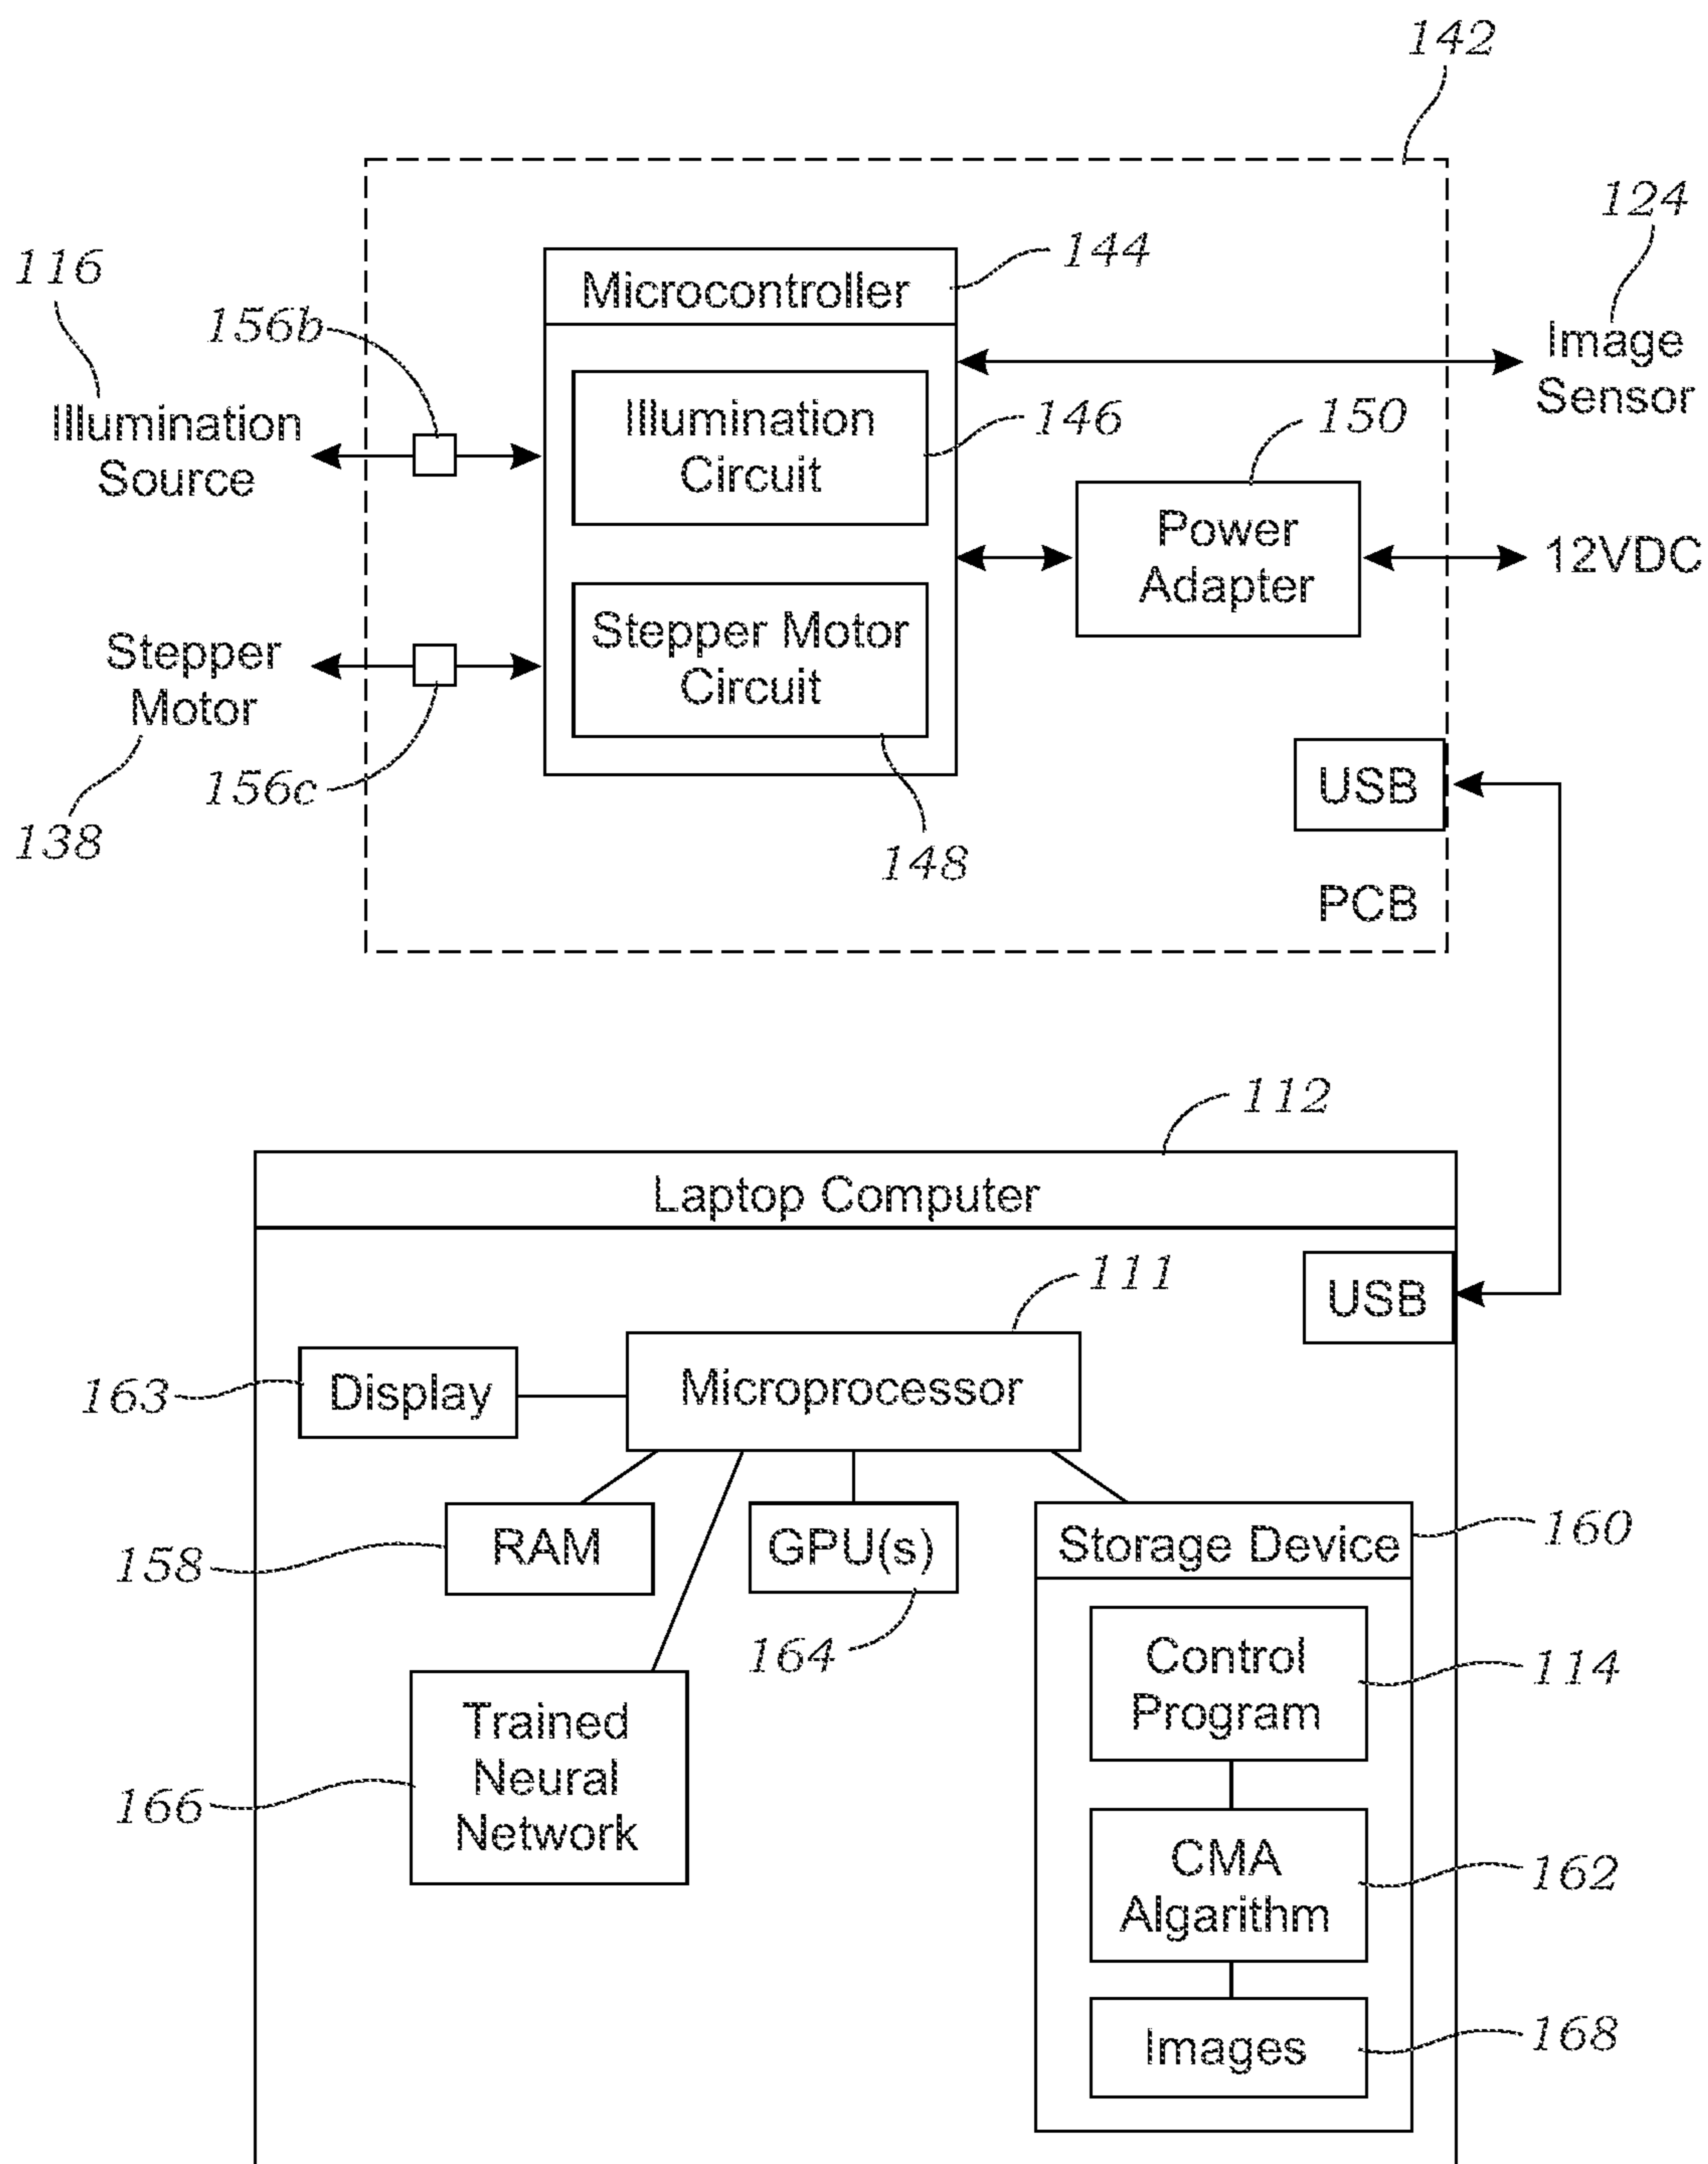 142
124
116
144
Microcontroller
156b
Image
Sensor
Illumination
Source
Illumination
Circuit
146
150
Power
Adapter
12VDC
Stepper
Motor
Stepper Motor
Circuit
156c
138
148
USB
PCB
112
Laptop Computer
111
USB
163
Display
Microprocessor
158
RAM
GPU(s)
Storage Device
160
164
Control
Program
114
166
Trained
Neural
Network
CMA
Algarithm
162
Images
168